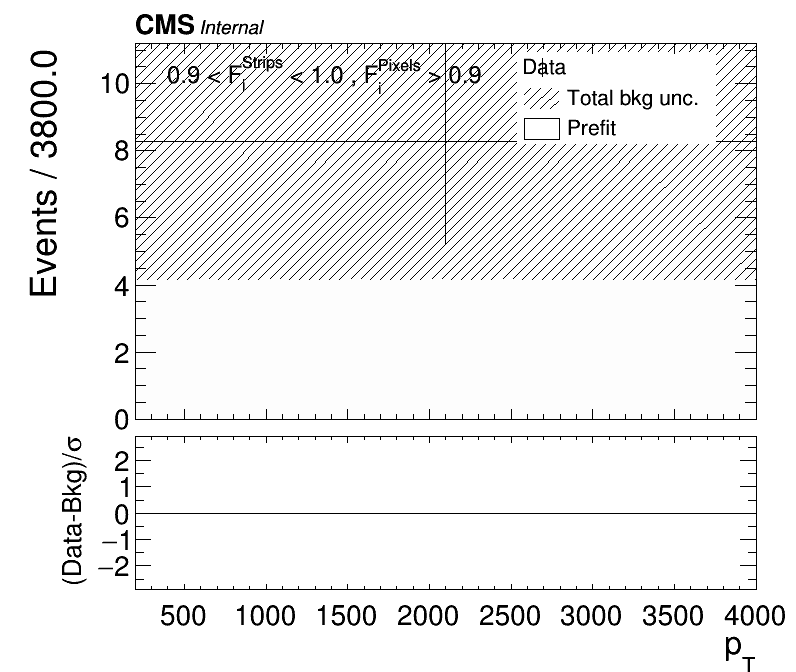 CMS Internal
Events / 3800.0
0.9 < F_i^Strips < 1.0 , F_i^Pixels > 0.9
Data
Total bkg unc.
Prefit
10
8
6
4
2
0
(Data-Bkg)/σ
2
1
0
−1
−2
500 1000 1500 2000 2500 3000 3500 4000
p_T